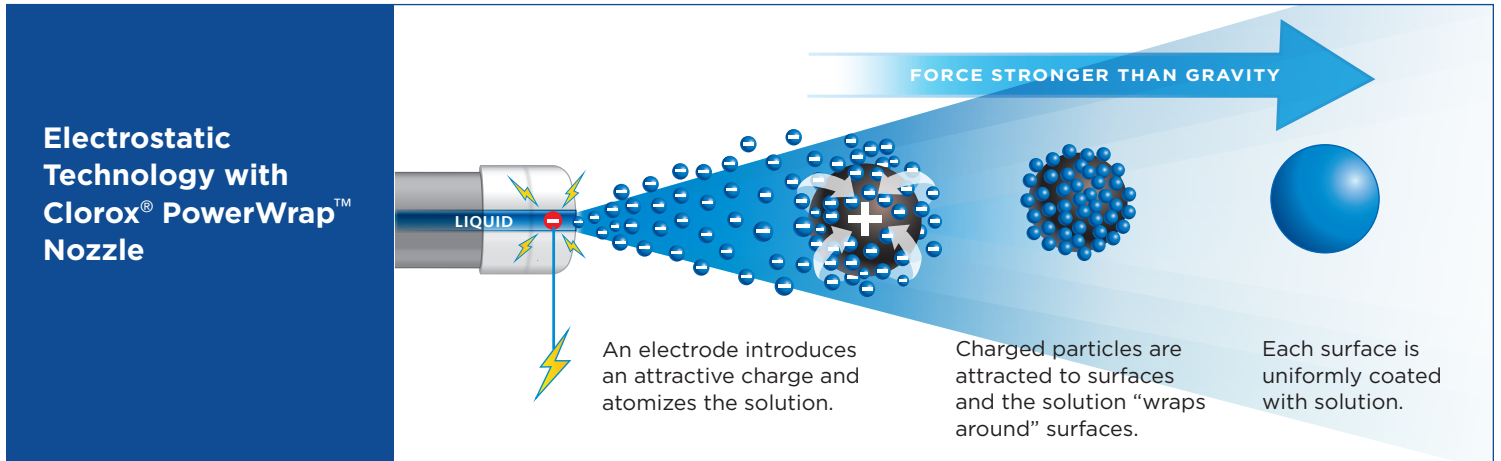 Electrostatic
Technology with
Clorox® PowerWrap™
Nozzle
FORCE STRONGER THAN GRAVITY
LIQUID
An electrode introduces
an attractive charge and
atomizes the solution.
Charged particles are
attracted to surfaces
and the solution “wraps
around” surfaces.
Each surface is
uniformly coated
with solution.